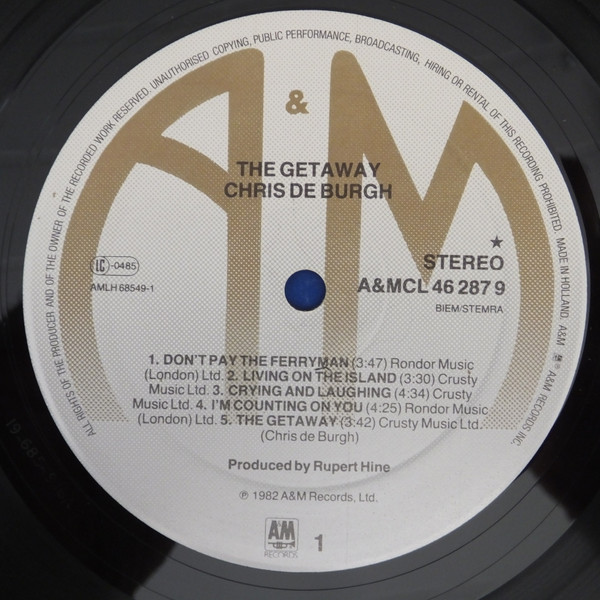 ALL RIGHTS OF THE PRODUCER AND OF THE OWNER OF THE RECORDED WORK RESERVED. UNAUTHORISED COPYING, PUBLIC PERFORMANCE, BROADCASTING, HIRING OR RENTAL OF THIS RECORDING PROHIBITED. MADE IN HOLLAND. A&M ® A&M RECORDS INC.
A & M
THE GETAWAY
CHRIS DE BURGH
★
STEREO
LC -0485
A&MCL 46 287 9
AMLH 68549-1
BIEM/STEMRA
1. DON'T PAY THE FERRYMAN (3:47) Rondor Music
(London) Ltd. 2. LIVING ON THE ISLAND (3:30) Crusty
Music Ltd. 3. CRYING AND LAUGHING (4:34) Crusty
Music Ltd. 4. I'M COUNTING ON YOU (4:25) Rondor Music
(London) Ltd. 5. THE GETAWAY (3:42) Crusty Music Ltd.
(Chris de Burgh)
Produced by Rupert Hine
℗ 1982 A&M Records, Ltd.
A&M
RECORDS
1